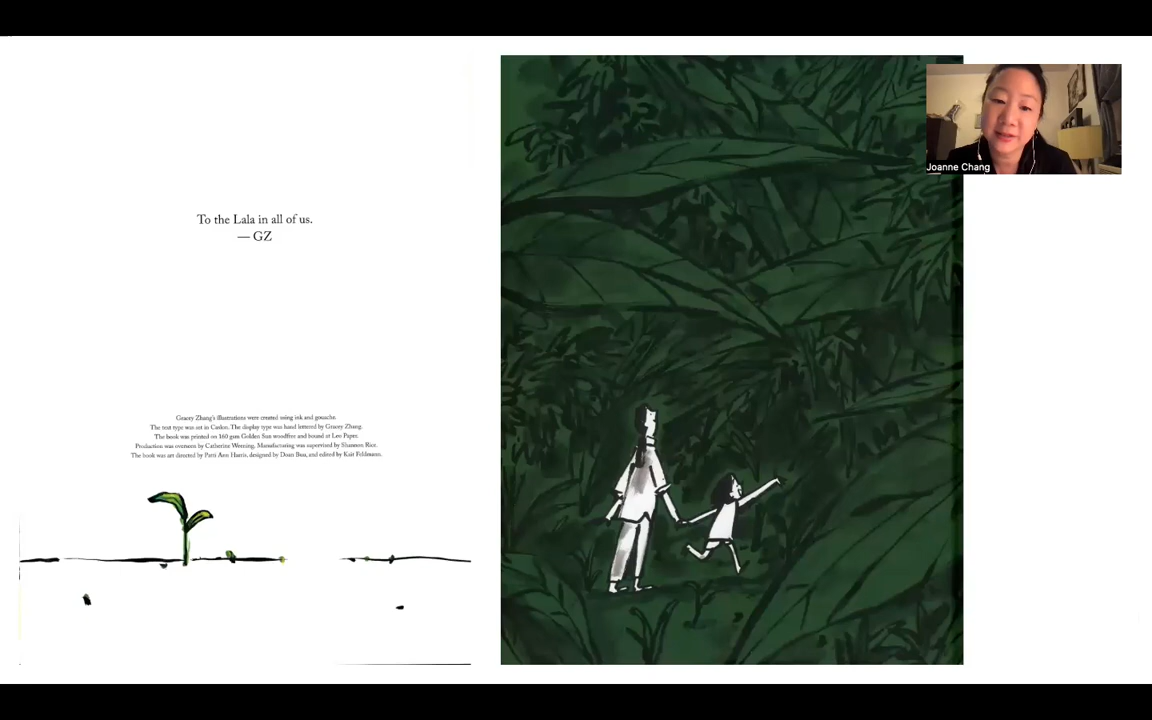 To the Lala in all of us.
— GZ
Gracey Zhang's illustrations were created using ink and gouache.
The text type was set in Caslon. The display type was hand lettered by Gracey Zhang.
The book was printed on 160 gsm Golden Sun woodfree and bound at Leo Paper.
Production was overseen by Catherine Weening. Manufacturing was supervised by Shannon Rice.
The book was art directed by Patti Ann Harris, designed by Doan Buu, and edited by Kait Feldmann.
Joanne Chang